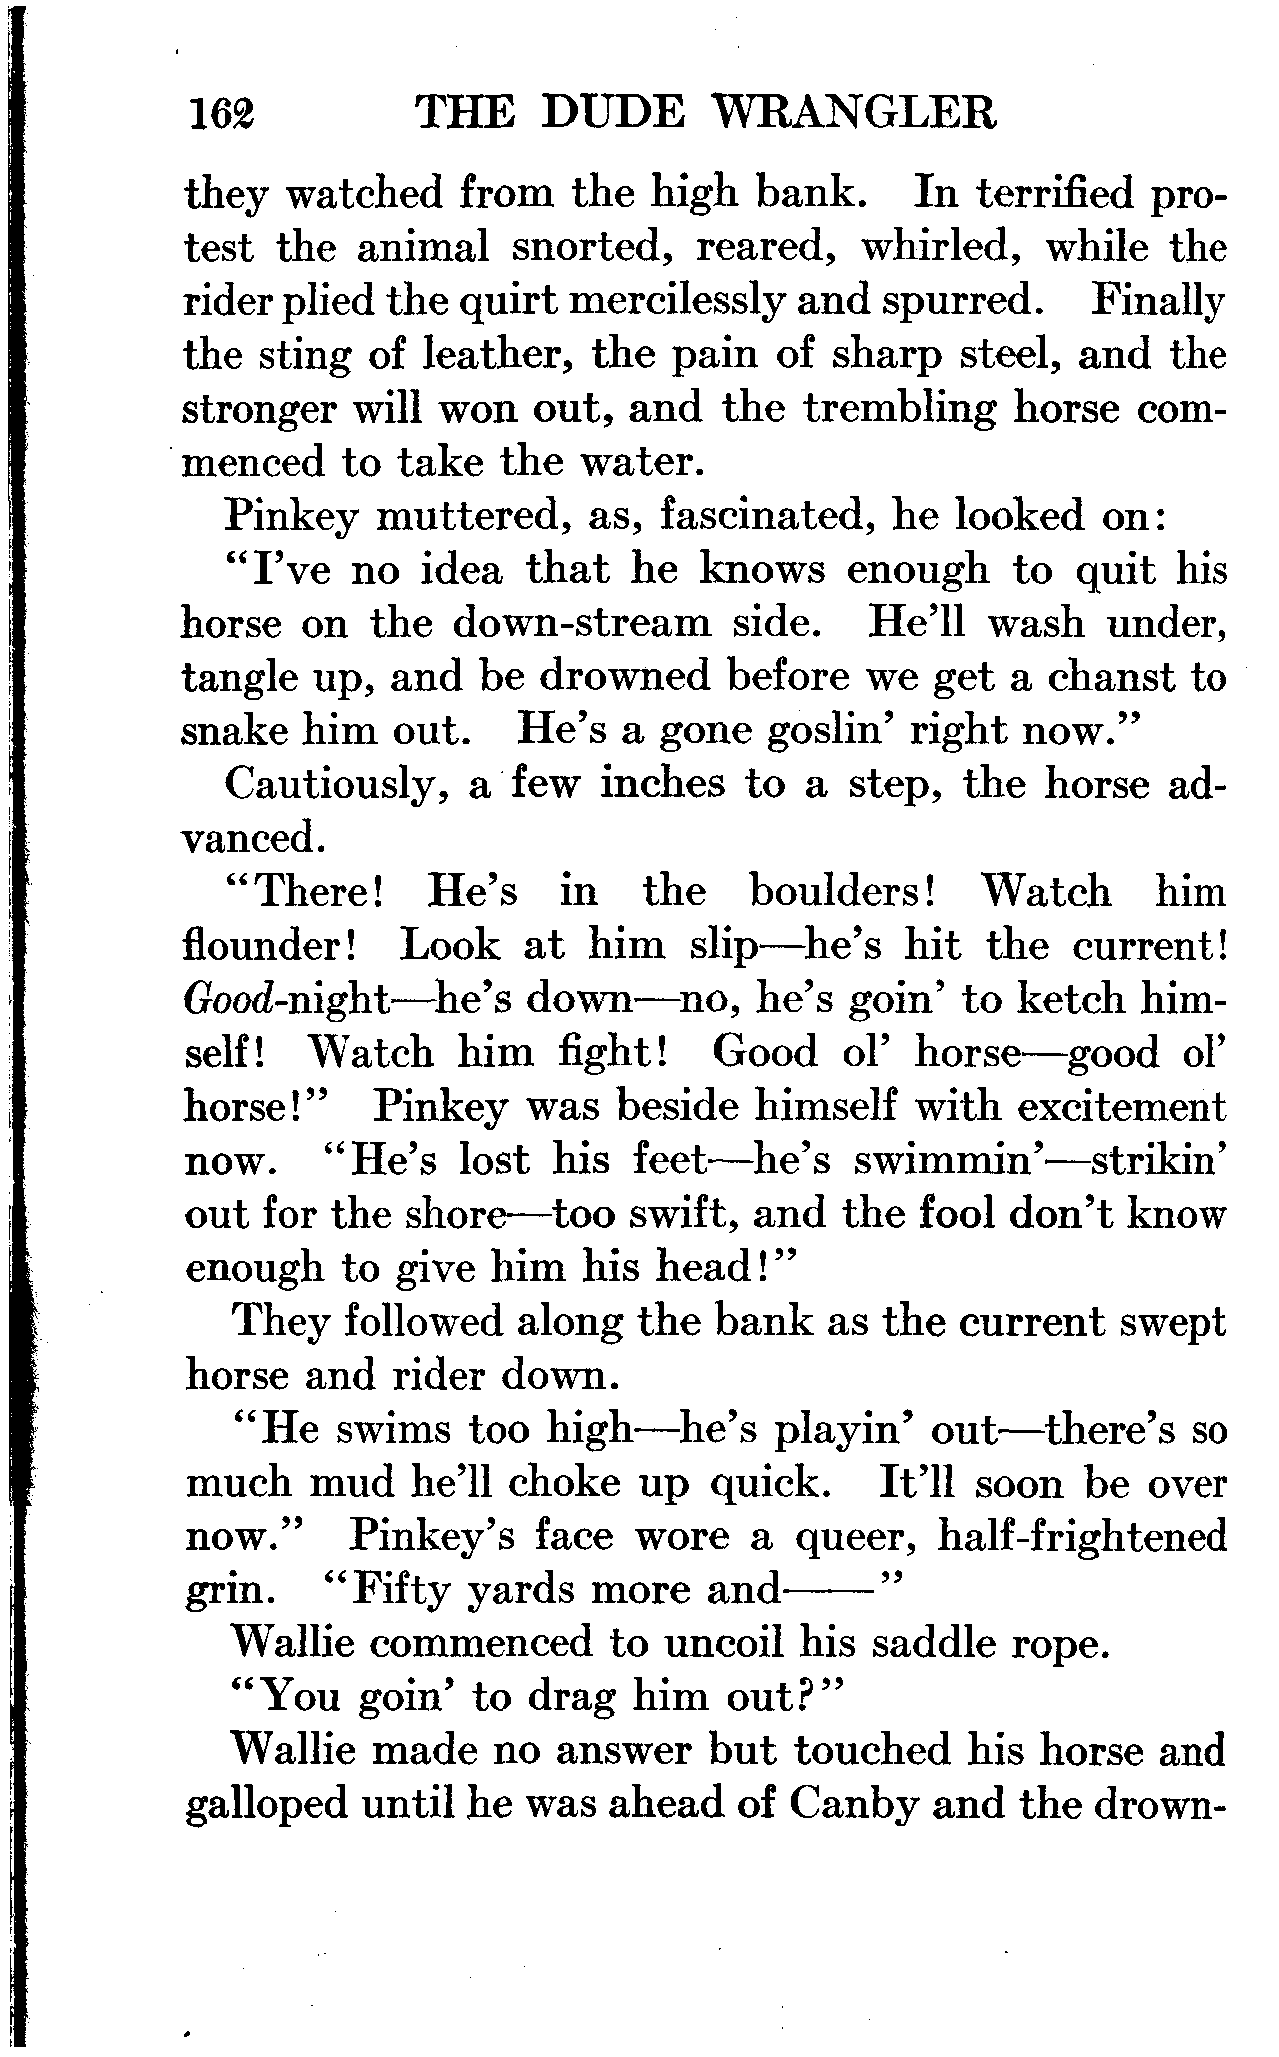 162 THE DUDE WRANGLER
they watched from the high bank. In terrified pro-
test the animal snorted, reared, whirled, while the
rider plied the quirt mercilessly and spurred. Finally
the sting of leather, the pain of sharp steel, and the
stronger will won out, and the trembling horse com-
menced to take the water.
Pinkey muttered, as, fascinated, he looked on:
“I’ve no idea that he knows enough to quit his
horse on the down-stream side. He’ll wash under,
tangle up, and be drowned before we get a chanst to
snake him out. He’s a gone goslin’ right now.”
Cautiously, a few inches to a step, the horse ad-
vanced.
“There! He’s in the boulders! Watch him
flounder! Look at him slip—he’s hit the current!
Good-night—he’s down—no, he’s goin’ to ketch him-
self! Watch him fight! Good ol’ horse—good ol’
horse!” Pinkey was beside himself with excitement
now. “He’s lost his feet—he’s swimmin’—strikin’
out for the shore—too swift, and the fool don’t know
enough to give him his head!”
They followed along the bank as the current swept
horse and rider down.
“He swims too high—he’s playin’ out—there’s so
much mud he’ll choke up quick. It’ll soon be over
now.” Pinkey’s face wore a queer, half-frightened
grin. “Fifty yards more and——”
Wallie commenced to uncoil his saddle rope.
“You goin’ to drag him out?”
Wallie made no answer but touched his horse and
galloped until he was ahead of Canby and the drown-